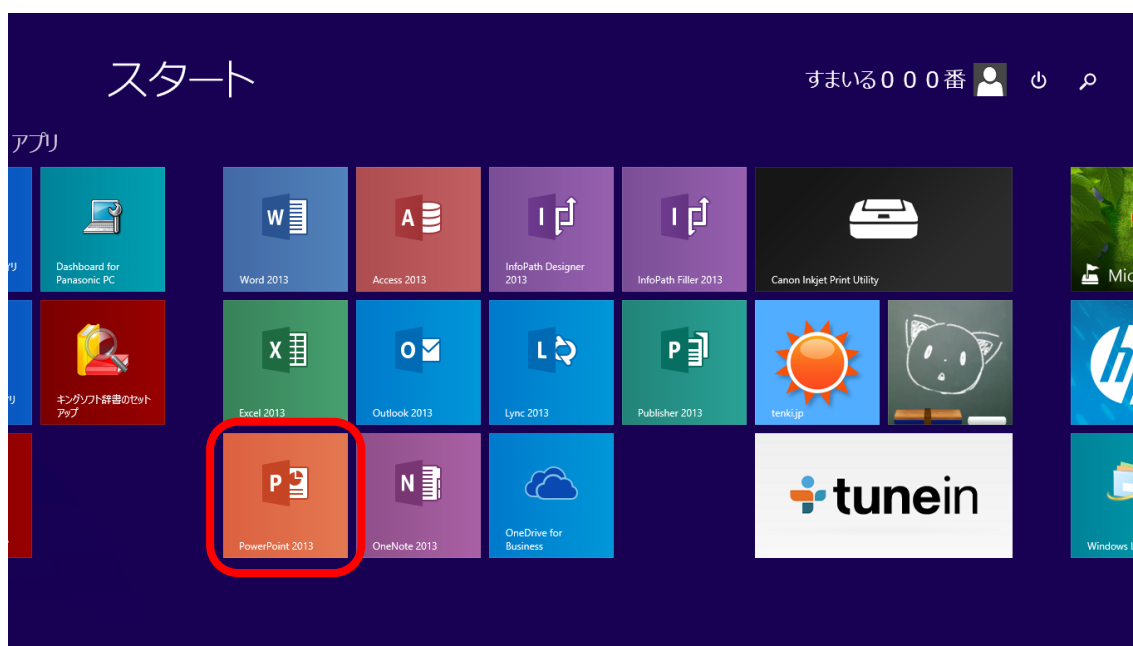 スタート
すまいる０００番
アプリ
Dashboard for
Panasonic PC
Word 2013
Access 2013
InfoPath Designer
2013
InfoPath Filler 2013
Canon Inkjet Print Utility
Mic
キングソフト辞書のセット
アップ
Excel 2013
Outlook 2013
Lync 2013
Publisher 2013
tenki.jp
hp
PowerPoint 2013
OneNote 2013
OneDrive for
Business
tunein
Windows